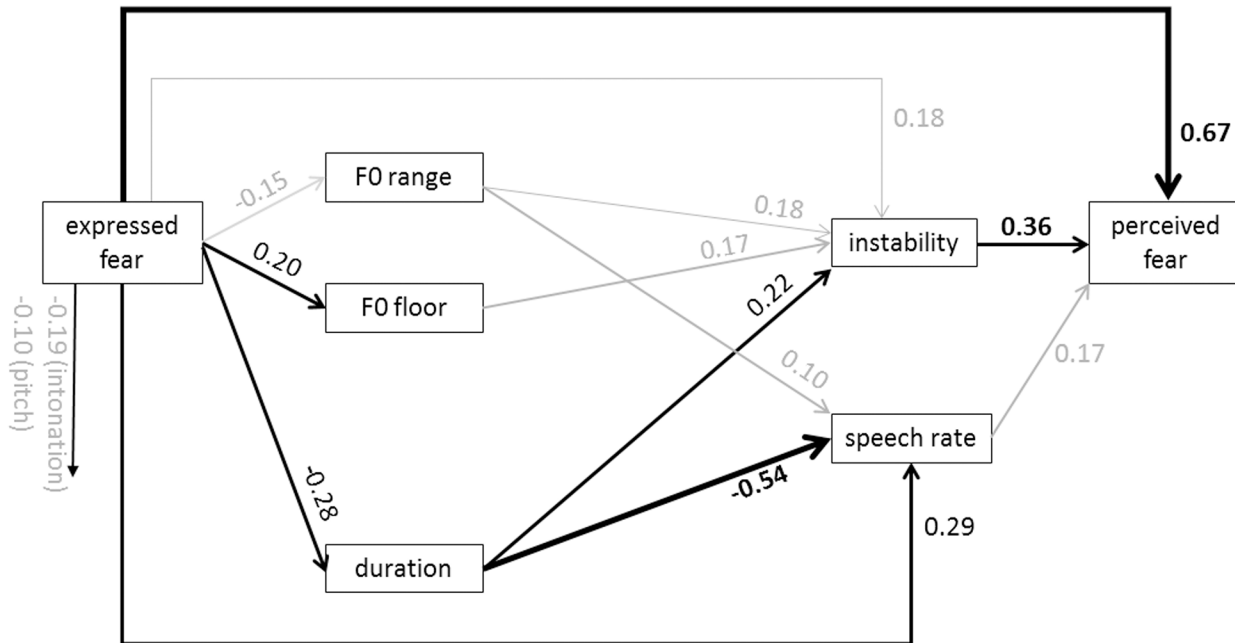 0.18
0.67
-0.15
F0 range
expressed
fear
0.18
instability
0.36
perceived
fear
0.20
0.17
F0 floor
0.22
-0.19 (intonation)
-0.10 (pitch)
0.10
0.17
speech rate
-0.28
-0.54
0.29
duration